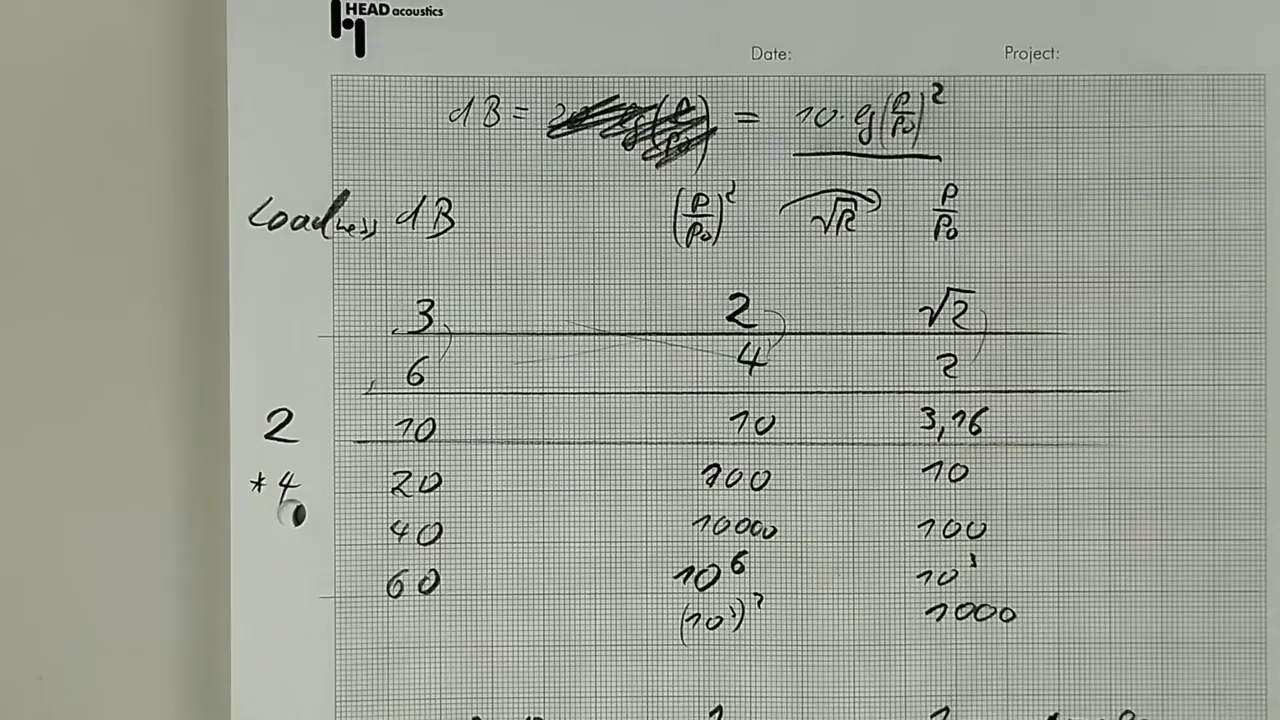 HEAD acoustics
Date: Project:
dB = = 10 · lg(p/p₀)²
Loudness dB (p/p₀)² √R p/p₀
3 2 √2
6 4 2
2 10 10 3,16
*4 20 100 10
40 10000 100
60 10⁶ 10³
(10³)² 1000